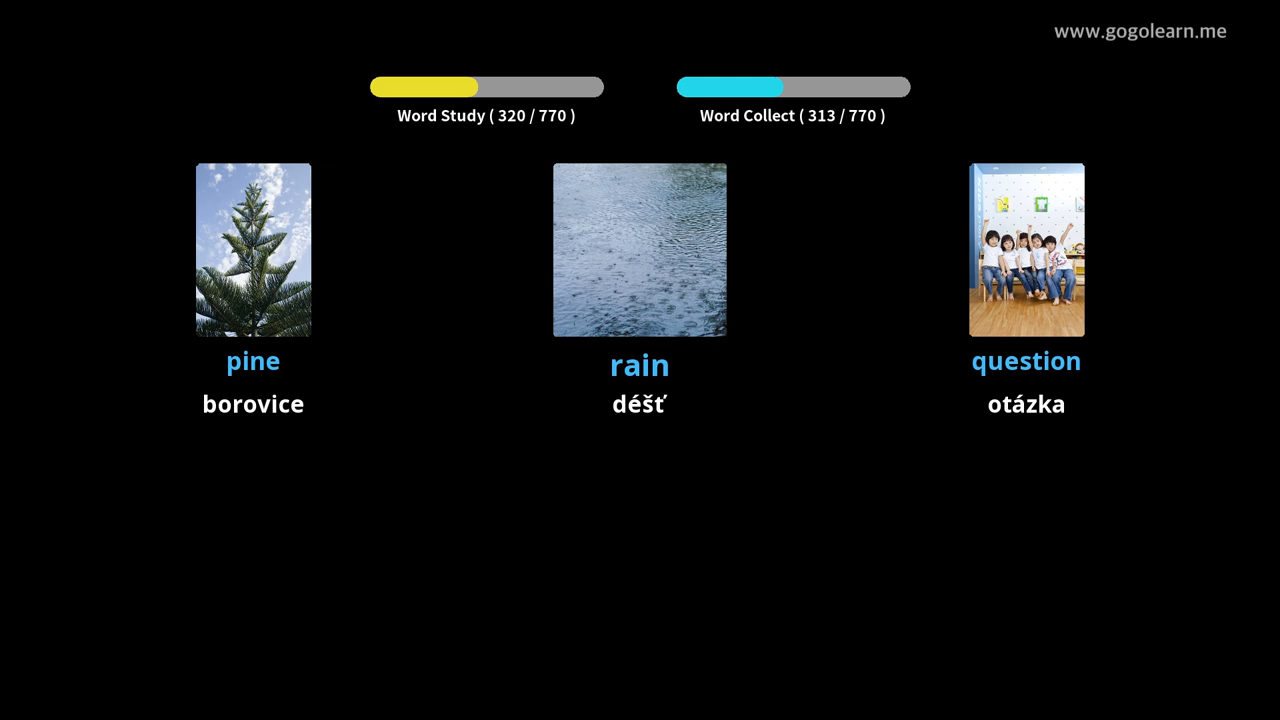 www.gogolearn.me
Word Study ( 320 / 770 )
Word Collect ( 313 / 770 )
pine
rain
question
borovice
déšť
otázka